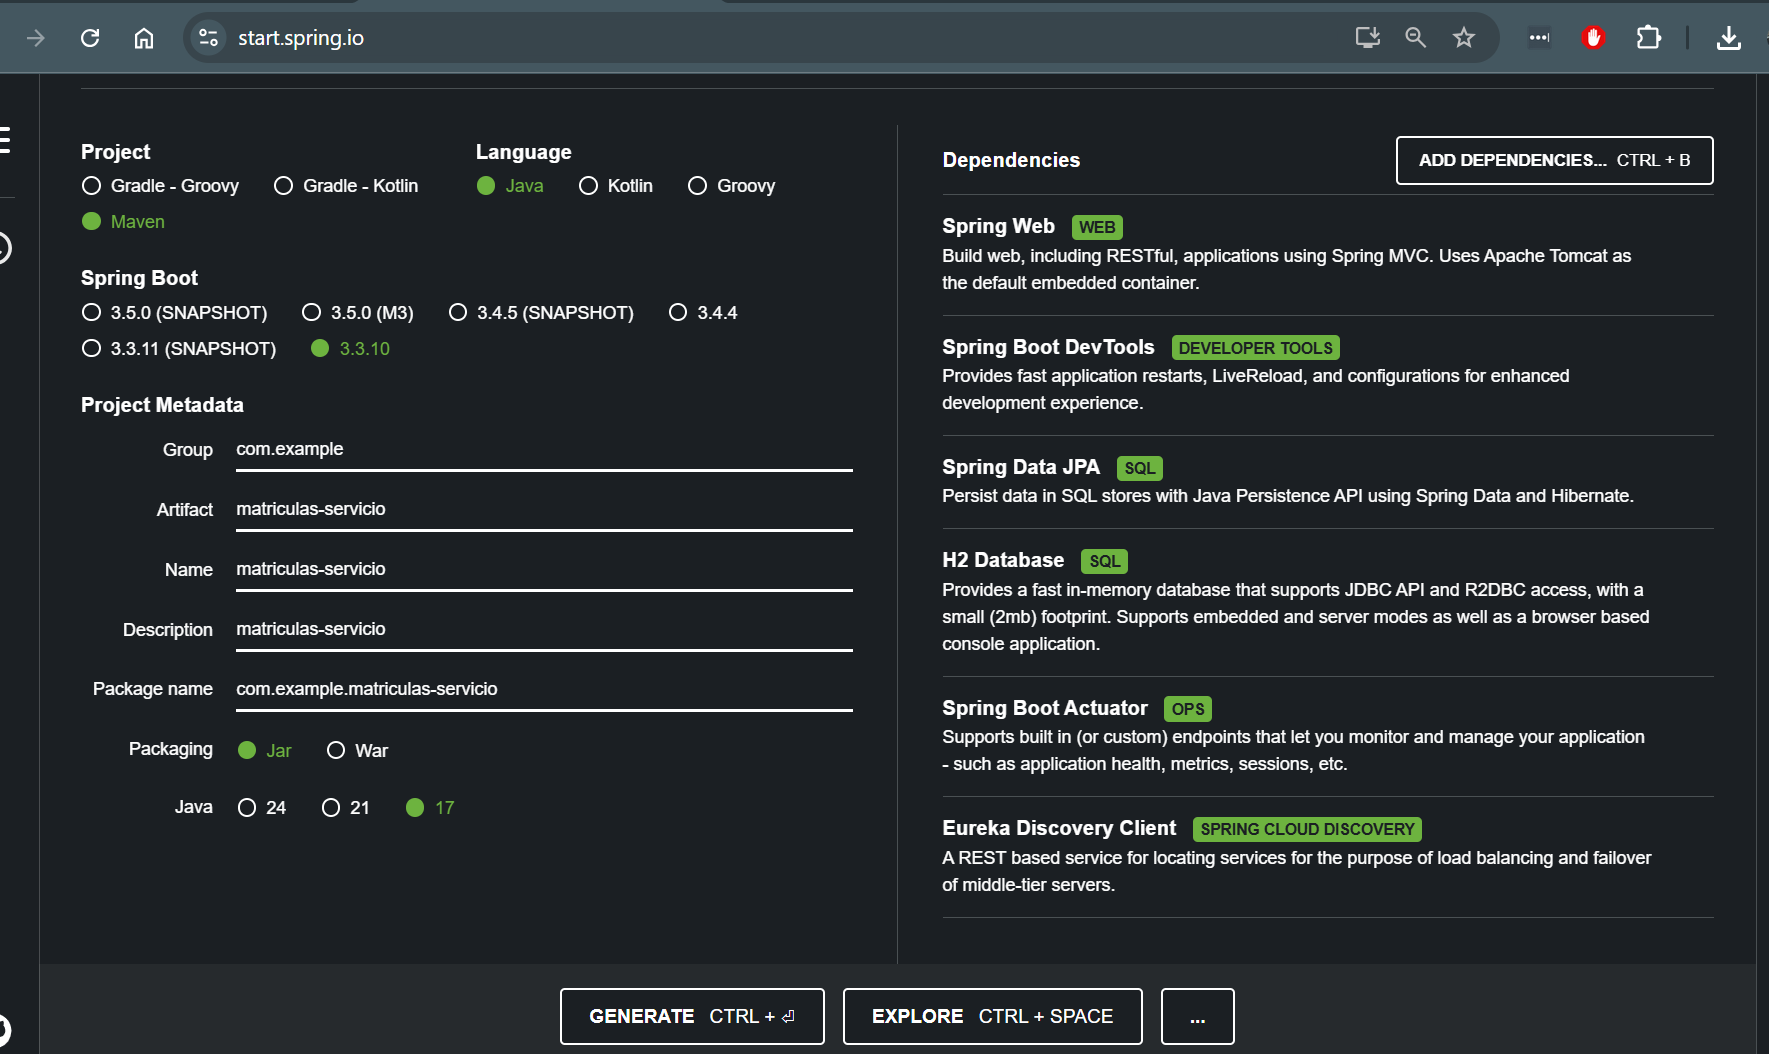 start.spring.io
Project
Gradle - Groovy Gradle - Kotlin
Maven
Language
Java Kotlin Groovy
Spring Boot
3.5.0 (SNAPSHOT) 3.5.0 (M3) 3.4.5 (SNAPSHOT) 3.4.4
3.3.11 (SNAPSHOT) 3.3.10
Project Metadata
Group com.example
Artifact matriculas-servicio
Name matriculas-servicio
Description matriculas-servicio
Package name com.example.matriculas-servicio
Packaging Jar War
Java 24 21 17
Dependencies ADD DEPENDENCIES... CTRL + B
Spring Web WEB
Build web, including RESTful, applications using Spring MVC. Uses Apache Tomcat as
the default embedded container.
Spring Boot DevTools DEVELOPER TOOLS
Provides fast application restarts, LiveReload, and configurations for enhanced
development experience.
Spring Data JPA SQL
Persist data in SQL stores with Java Persistence API using Spring Data and Hibernate.
H2 Database SQL
Provides a fast in-memory database that supports JDBC API and R2DBC access, with a
small (2mb) footprint. Supports embedded and server modes as well as a browser based
console application.
Spring Boot Actuator OPS
Supports built in (or custom) endpoints that let you monitor and manage your application
- such as application health, metrics, sessions, etc.
Eureka Discovery Client SPRING CLOUD DISCOVERY
A REST based service for locating services for the purpose of load balancing and failover
of middle-tier servers.
GENERATE CTRL + ⏎ EXPLORE CTRL + SPACE ...